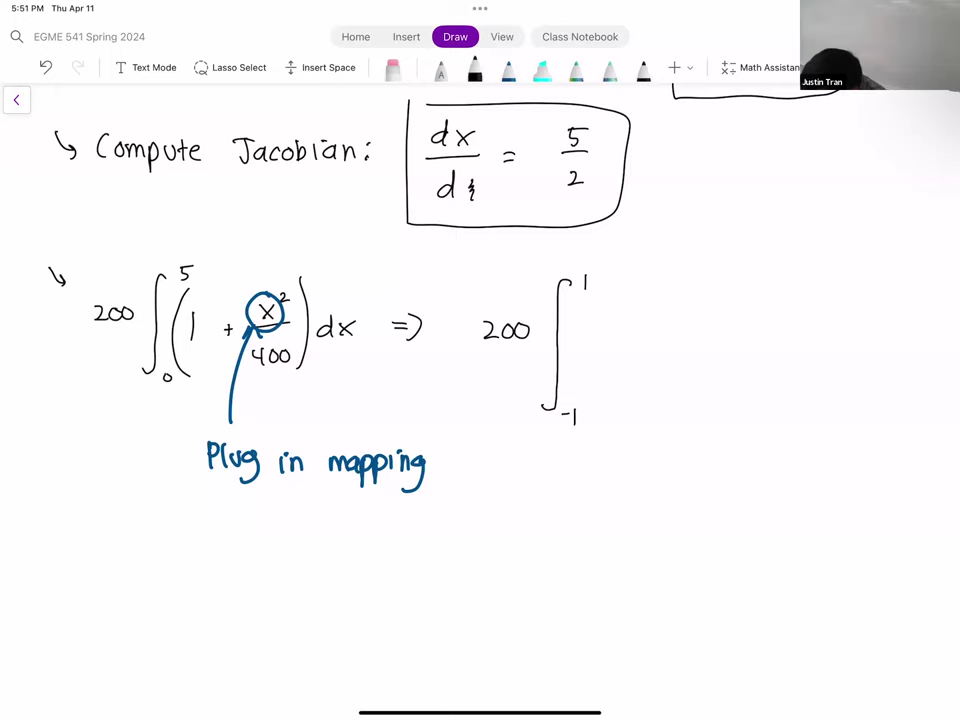 5:51 PM Thu Apr 11
EGME 541 Spring 2024
Home Insert Draw View Class Notebook
Text Mode Lasso Select Insert Space A Math Assistan
Justin Tran
↳ Compute Jacobian: dx/dξ = 5/2
200 ∫₀⁵ (1 + x²/400) dx ⇒ 200 ∫₋₁¹
Plug in mapping